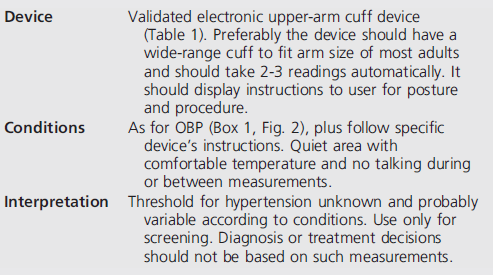 Device Validated electronic upper-arm cuff device
(Table 1). Preferably the device should have a
wide-range cuff to fit arm size of most adults
and should take 2-3 readings automatically. It
should display instructions to user for posture
and procedure.
Conditions As for OBP (Box 1, Fig. 2), plus follow specific
device's instructions. Quiet area with
comfortable temperature and no talking during
or between measurements.
Interpretation Threshold for hypertension unknown and probably
variable according to conditions. Use only for
screening. Diagnosis or treatment decisions
should not be based on such measurements.